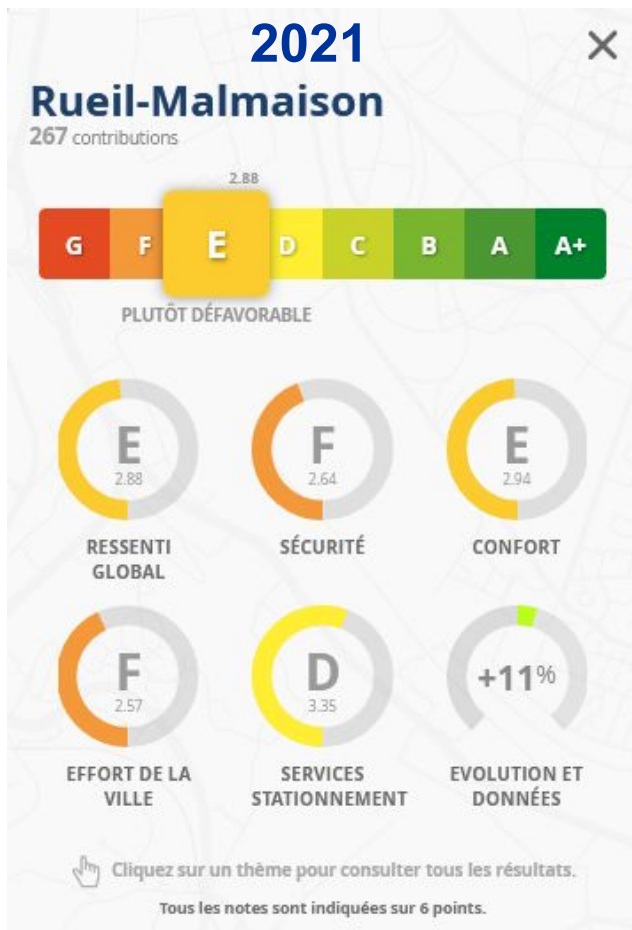 2021
Rueil-Malmaison
267 contributions
2.88
G F E D C B A A+
PLUTÔT DÉFAVORABLE
E F E
2.88 2.64 2.94
RESSENTI GLOBAL
SÉCURITÉ
CONFORT
F D +11%
2.57 3.35
EFFORT DE LA VILLE
SERVICES STATIONNEMENT
EVOLUTION ET DONNÉES
Cliquez sur un thème pour consulter tous les résultats.
Tous les notes sont indiquées sur 6 points.